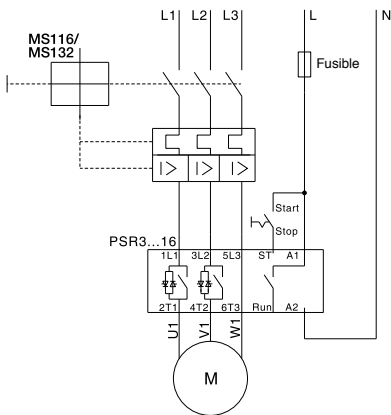 L1 L2 L3 L N
MS116/
MS132
Fusible
Start
Stop
PSR3...16
1L1 3L2 5L3 ST A1
2T1 4T2 6T3 Run A2
U1 V1 W1
M